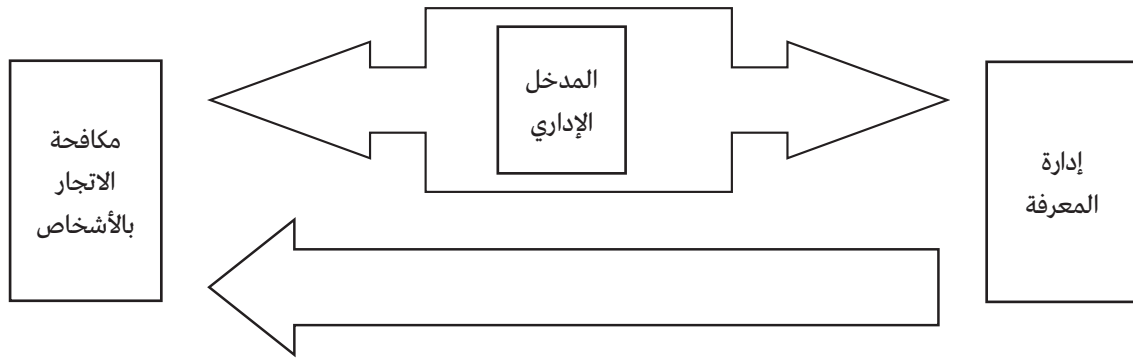 إدارة
المعرفة
المدخل
الإداري
مكافحة
الاتجار
بالأشخاص